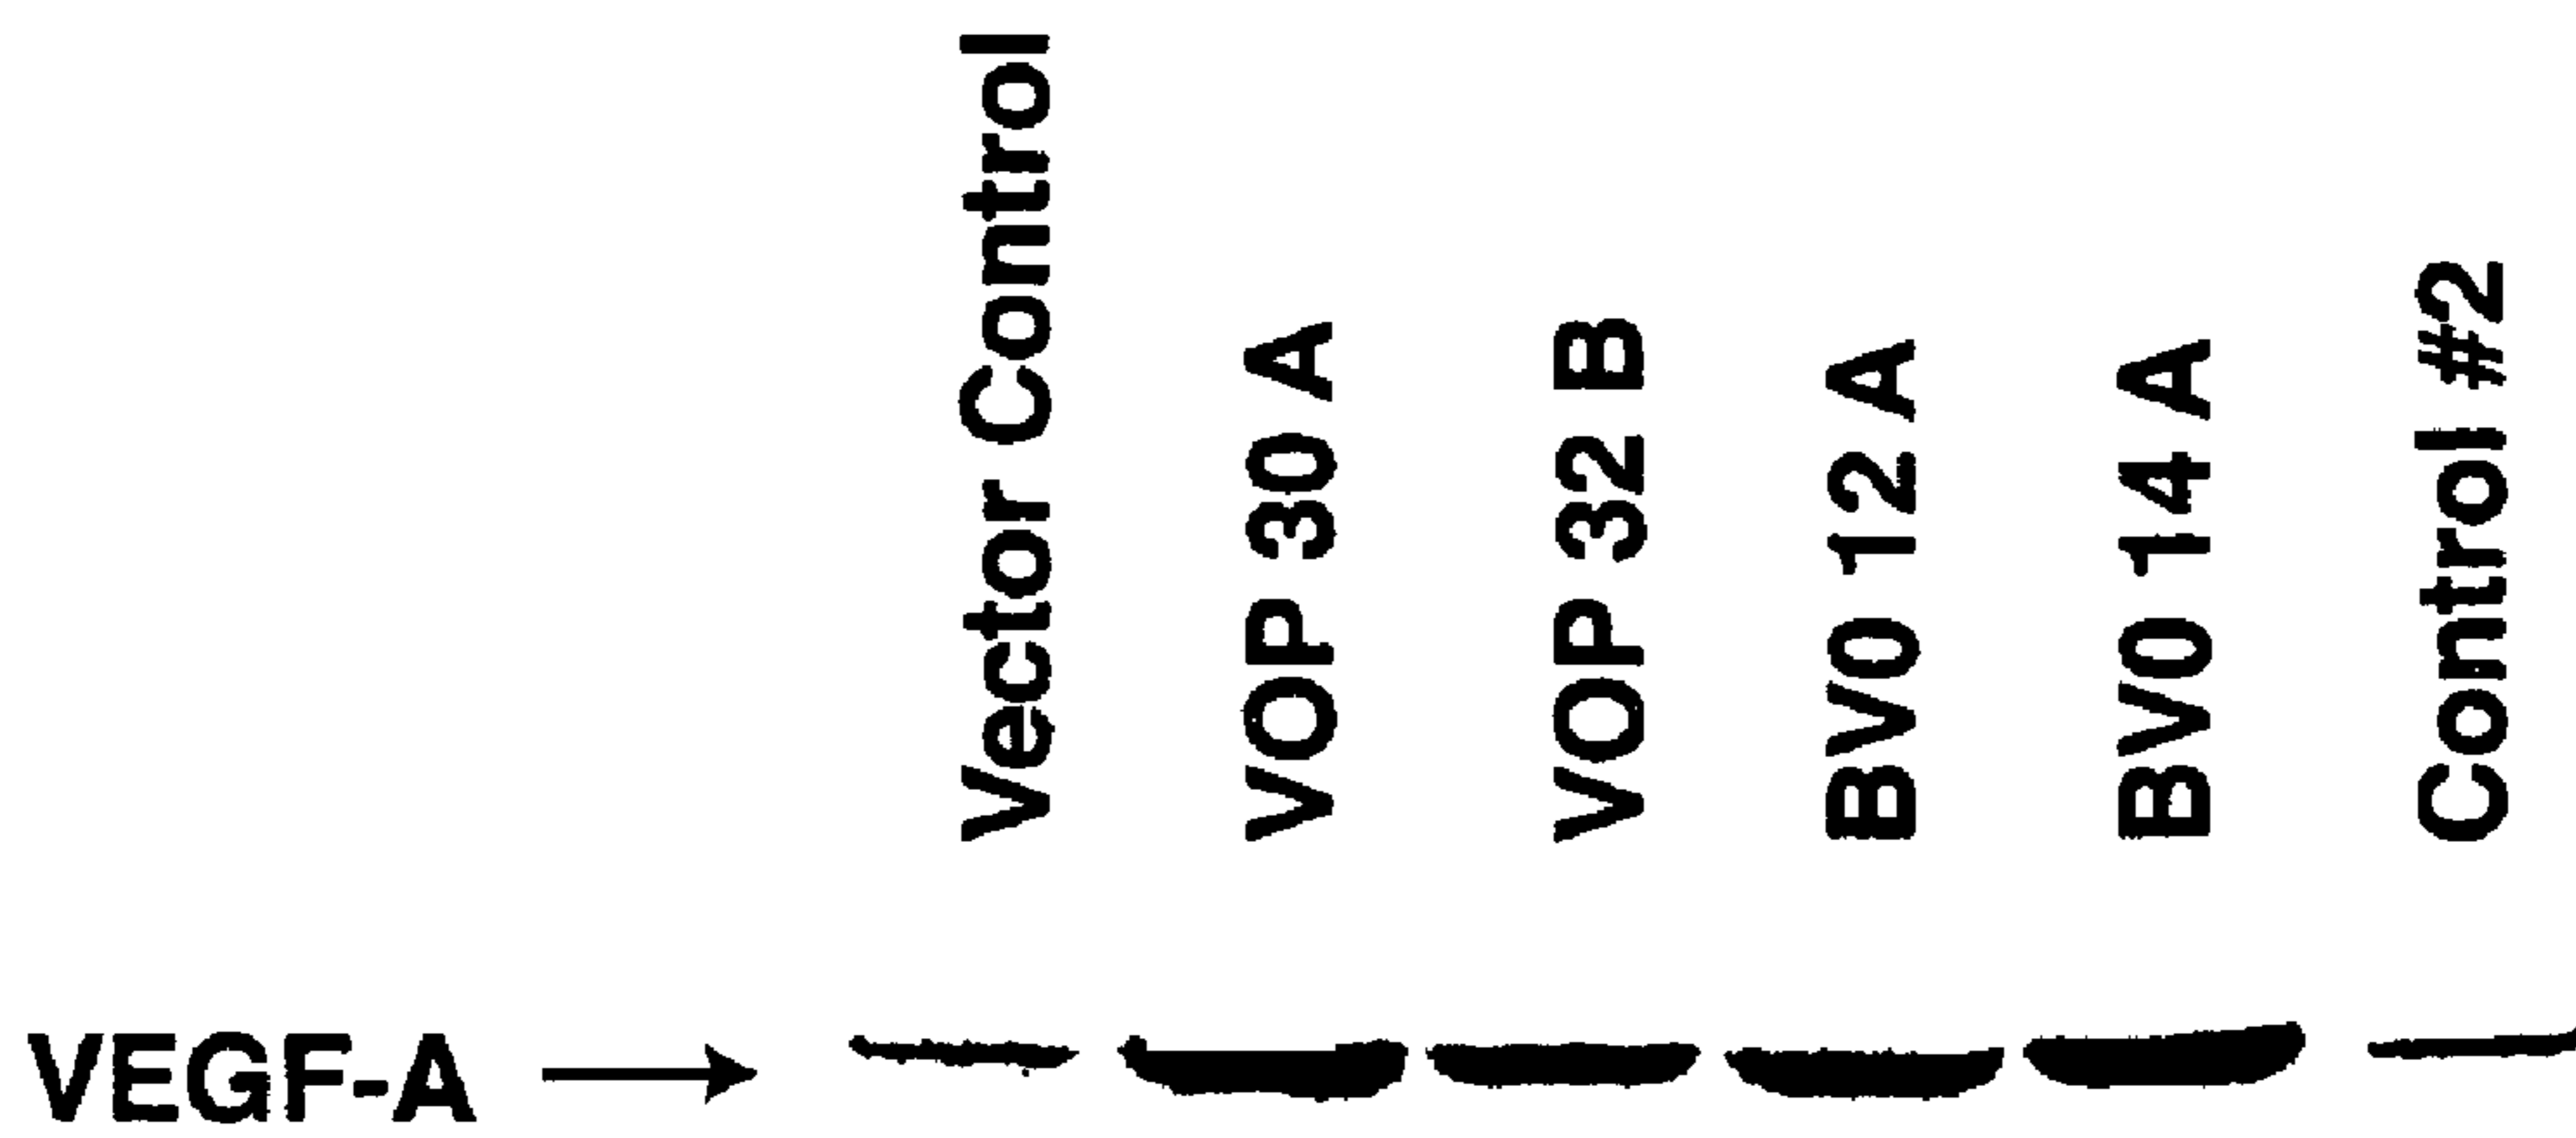 Vector Control
VOP 30 A
VOP 32 B
BV0 12 A
BV0 14 A
Control #2
VEGF-A